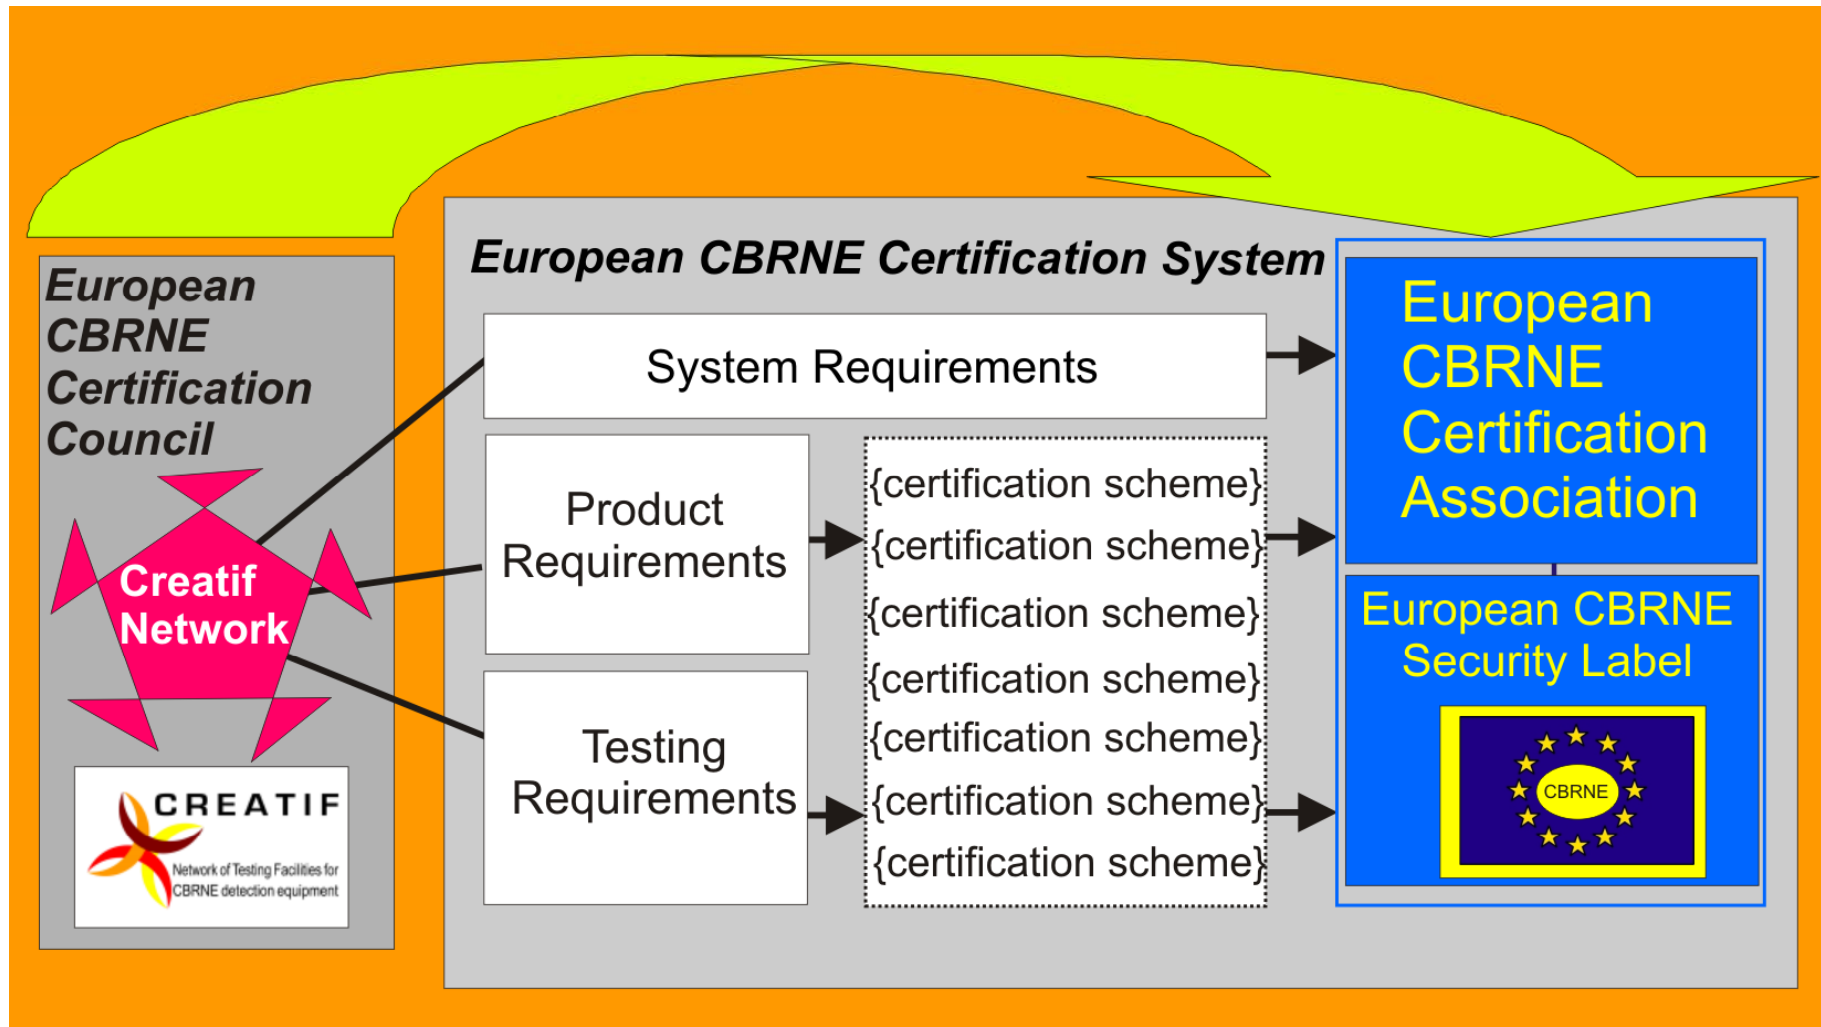 European
CBRNE
Certification
Council
Creatif
Network
CREATIF
Network of Testing Facilities for
CBRNE detection equipment
European CBRNE Certification System
System Requirements
Product
Requirements
Testing
Requirements
{certification scheme}
{certification scheme}
{certification scheme}
{certification scheme}
{certification scheme}
{certification scheme}
{certification scheme}
European
CBRNE
Certification
Association
European CBRNE
Security Label
CBRNE